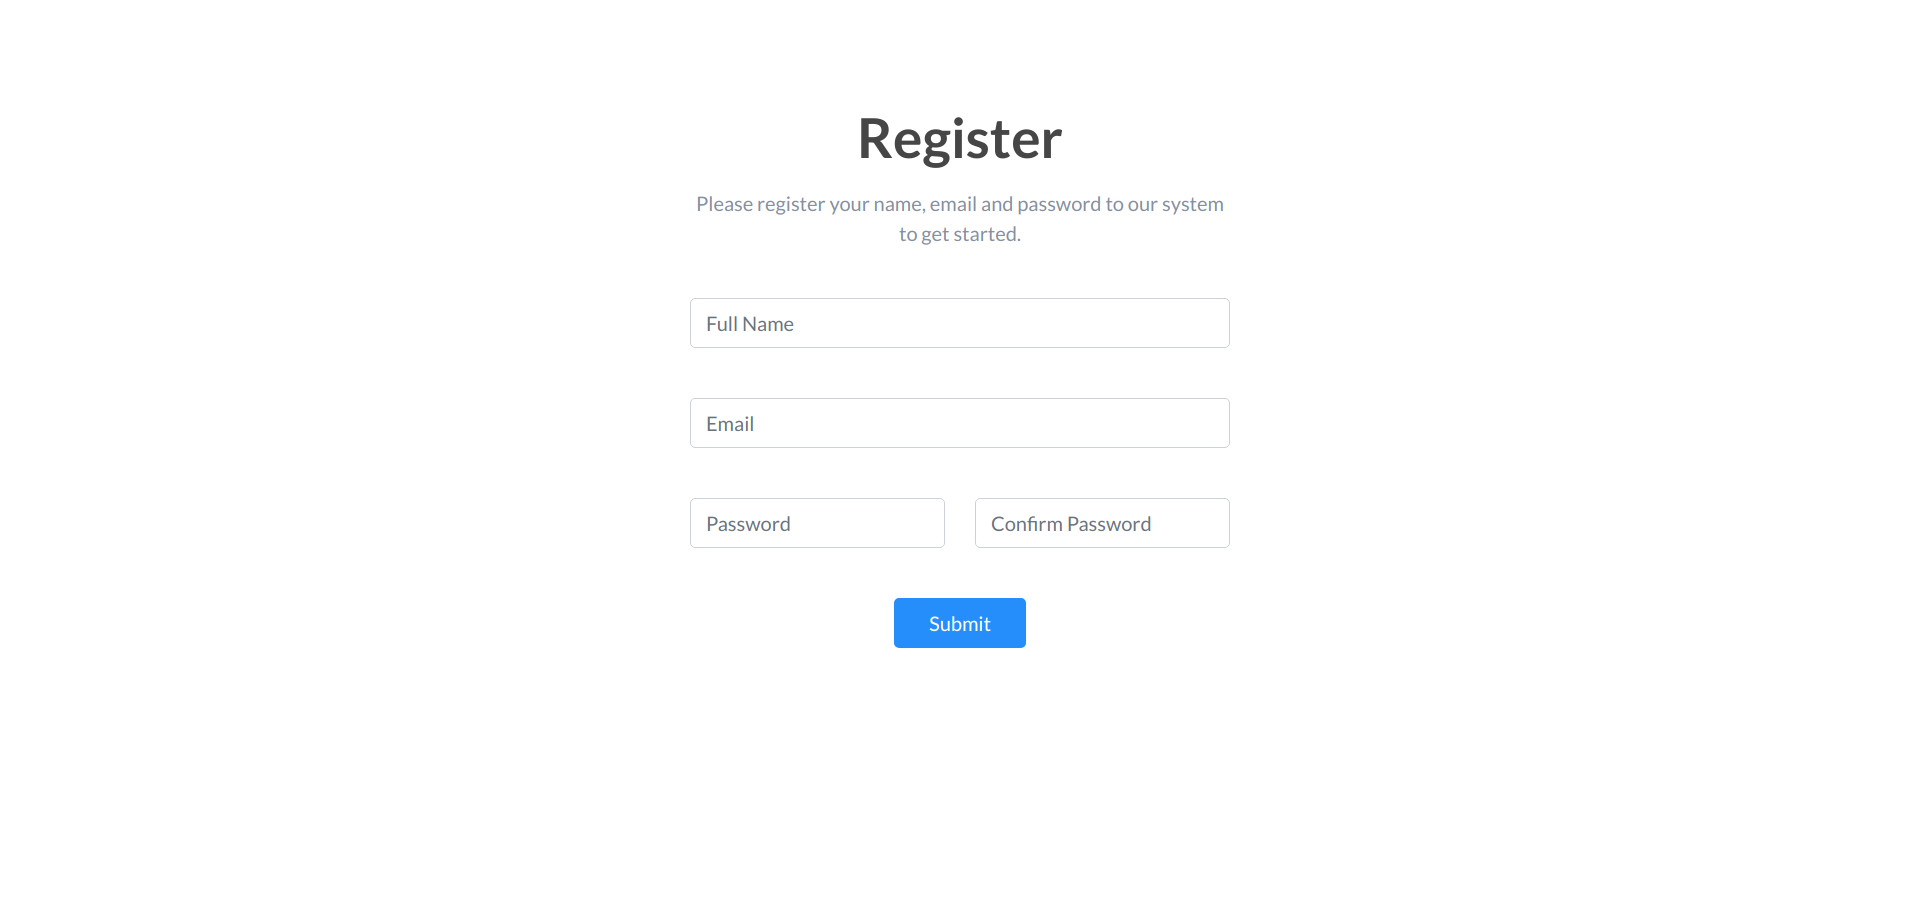 Register
Please register your name, email and password to our system
to get started.
Full Name
Email
Password
Confirm Password
Submit